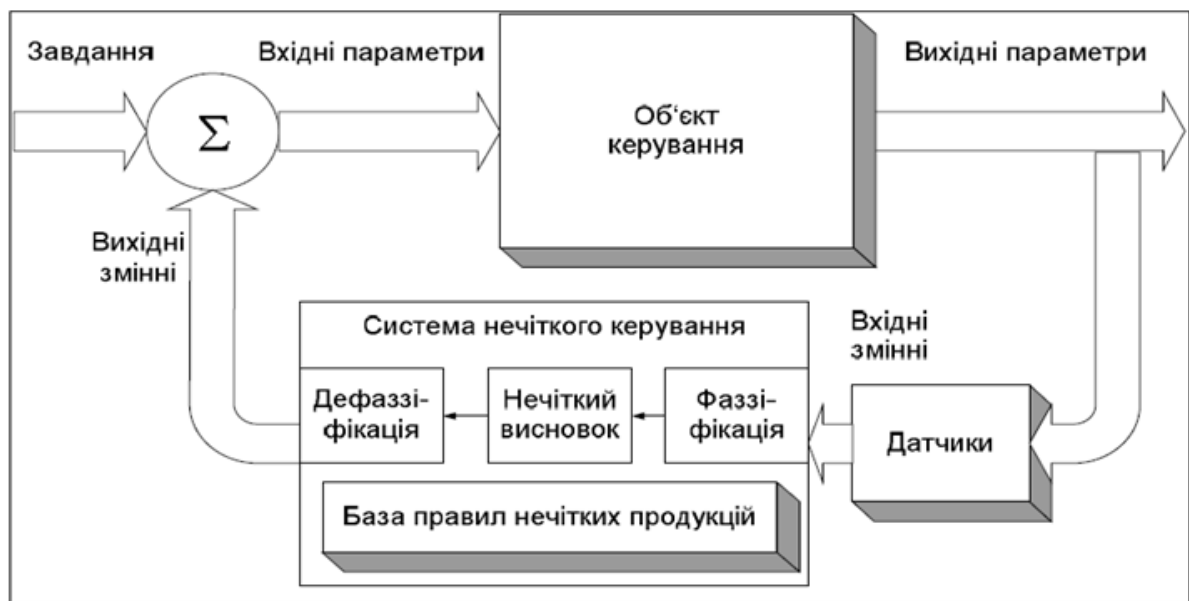 Завдання
Вхідні параметри
Вихідні параметри
Σ
Об‘єкт
керування
Вихідні
змінні
Система нечіткого керування
Вхідні
змінні
Дефаззі-
фікація
Нечіткий
висновок
Фаззі-
фікація
Датчики
База правил нечітких продукцій